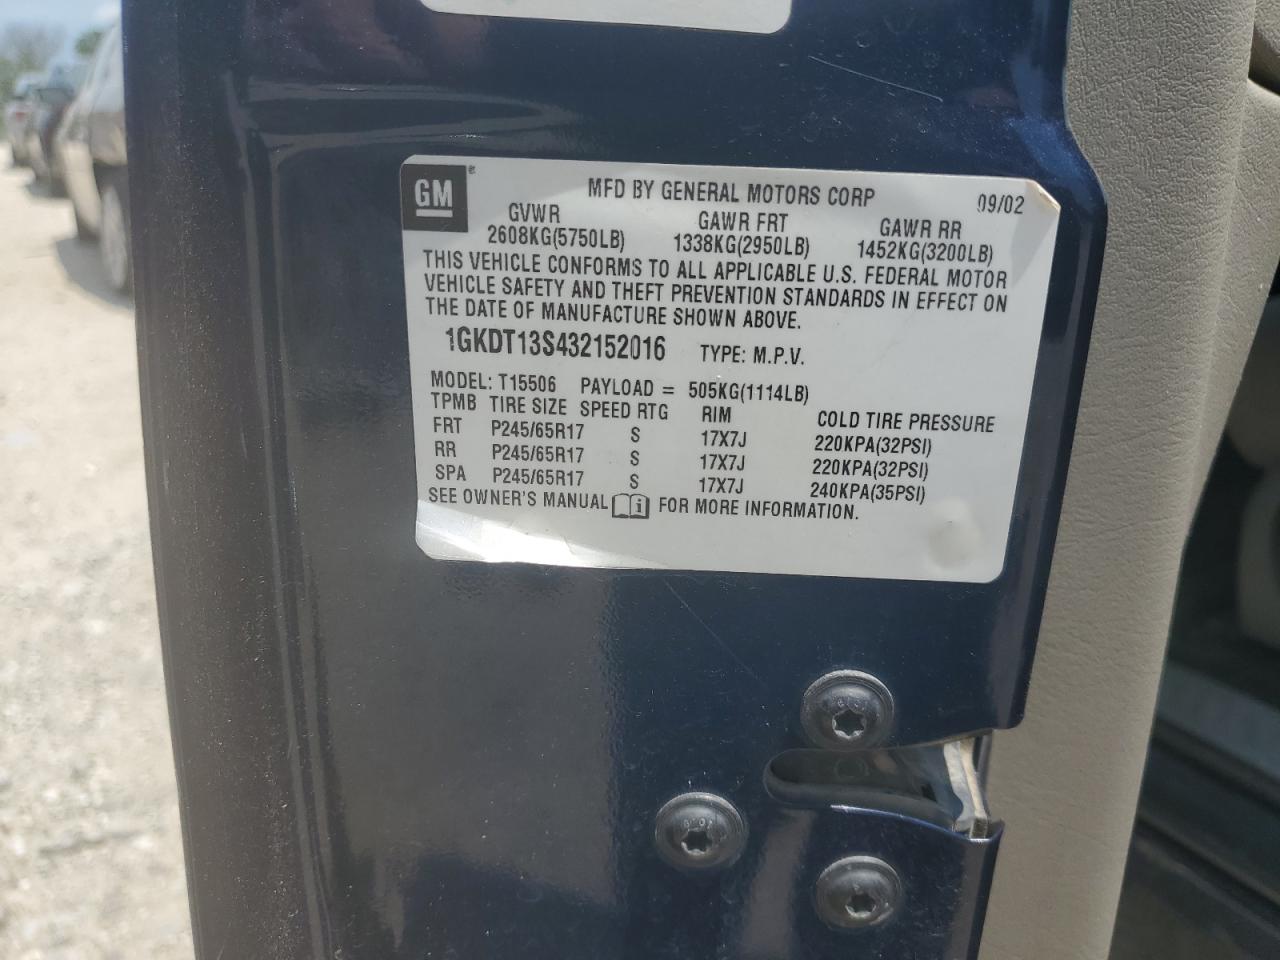 GM® MFD BY GENERAL MOTORS CORP 09/02
GVWR GAWR FRT GAWR RR
2608KG(5750LB) 1338KG(2950LB) 1452KG(3200LB)
THIS VEHICLE CONFORMS TO ALL APPLICABLE U.S. FEDERAL MOTOR
VEHICLE SAFETY AND THEFT PREVENTION STANDARDS IN EFFECT ON
THE DATE OF MANUFACTURE SHOWN ABOVE.
1GKDT13S432152016 TYPE: M.P.V.
MODEL: T15506 PAYLOAD = 505KG(1114LB)
TPMB TIRE SIZE SPEED RTG RIM COLD TIRE PRESSURE
FRT P245/65R17 S 17X7J 220KPA(32PSI)
RR P245/65R17 S 17X7J 220KPA(32PSI)
SPA P245/65R17 S 17X7J 240KPA(35PSI)
SEE OWNER'S MANUAL i FOR MORE INFORMATION.